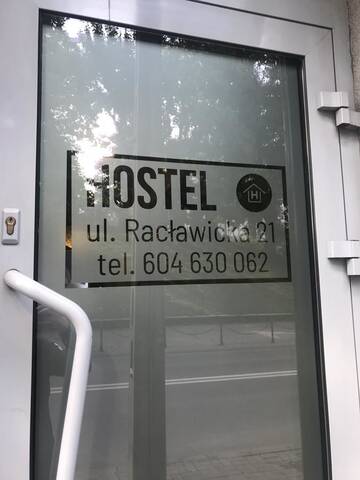 HOSTEL H
ul. Racławicka 21
tel. 604 630 062